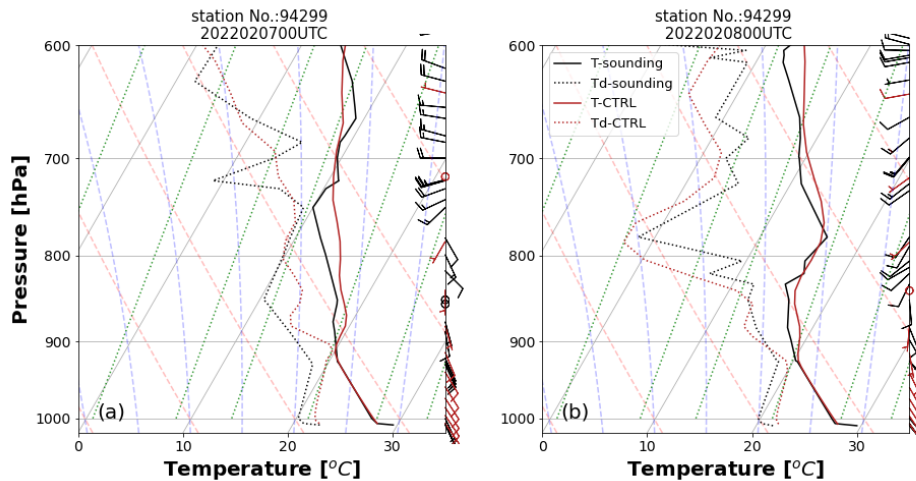 station No.:94299
2022020700UTC
600
700
800
900
1000
Pressure [hPa]
(a)
0
10
20
30
Temperature [°C]
station No.:94299
2022020800UTC
T-sounding
Td-sounding
T-CTRL
Td-CTRL
600
700
800
900
1000
(b)
0
10
20
30
Temperature [°C]